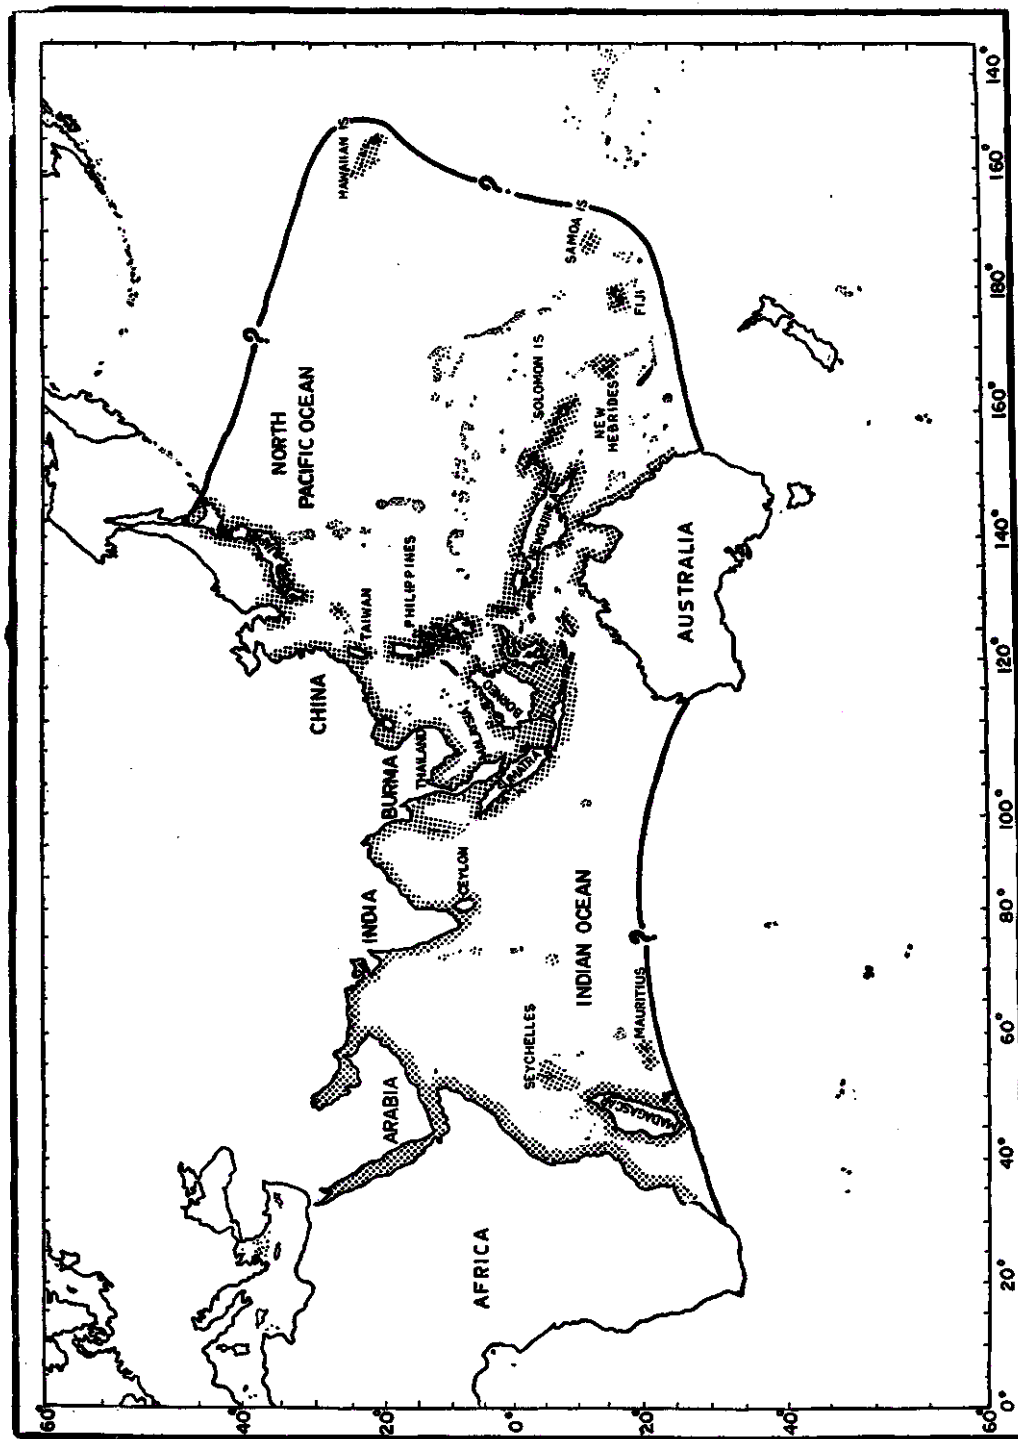 HAWAIIAN IS
?
NORTH
PACIFIC OCEAN
?
SAMOA IS
FIJI
SOLOMON IS
NEW
HEBRIDES
CHINA
TAIWAN
PHILIPPINES
BURMA
THAILAND
BORNEO
AUSTRALIA
INDIA
CEYLON
INDIAN OCEAN
?
ARABIA
SEYCHELLES
MAURITIUS
MADAGASCAR
AFRICA
60°
40°
20°
0°
20°
40°
60°
0°
20°
40°
60°
80°
100°
120°
140°
160°
180°
160°
140°